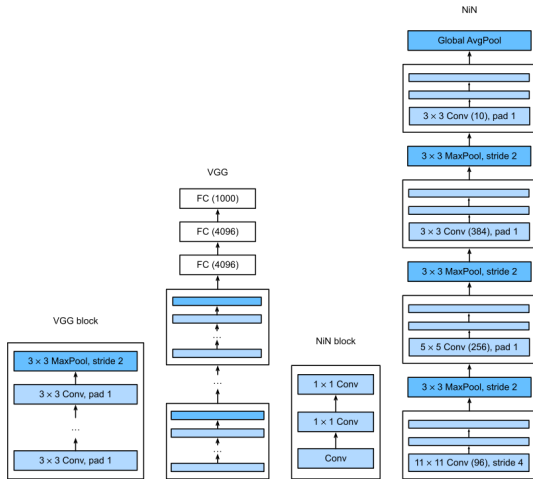 VGG block
3 × 3 MaxPool, stride 2
3 × 3 Conv, pad 1
...
3 × 3 Conv, pad 1
VGG
FC (1000)
FC (4096)
FC (4096)
...
...
...
NiN block
1 × 1 Conv
1 × 1 Conv
Conv
NiN
Global AvgPool
3 × 3 Conv (10), pad 1
3 × 3 MaxPool, stride 2
3 × 3 Conv (384), pad 1
3 × 3 MaxPool, stride 2
5 × 5 Conv (256), pad 1
3 × 3 MaxPool, stride 2
11 × 11 Conv (96), stride 4